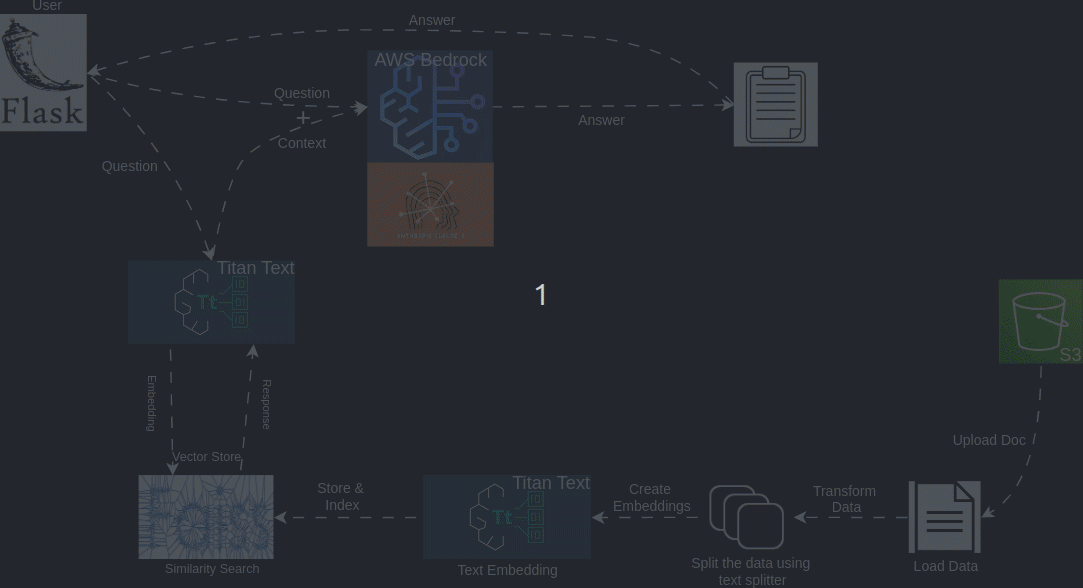 User
Answer
AWS Bedrock
Flask
Question
+
Context
Answer
Question
Titan Text
Tt
1
S3
Embedding
Response
Upload Doc
Vector Store
Titan Text
Tt
Store &
Index
Create
Embeddings
Transform
Data
Similarity Search
Text Embedding
Split the data using
text splitter
Load Data